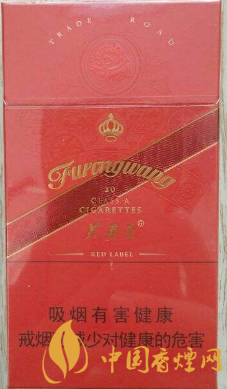 TRADE ROAD
Furongwang
20
CLASS A
CIGARETTES
芙蓉王®
RED LABEL
吸烟有害健康
戒烟 减少对健康的危害
中国香烟网